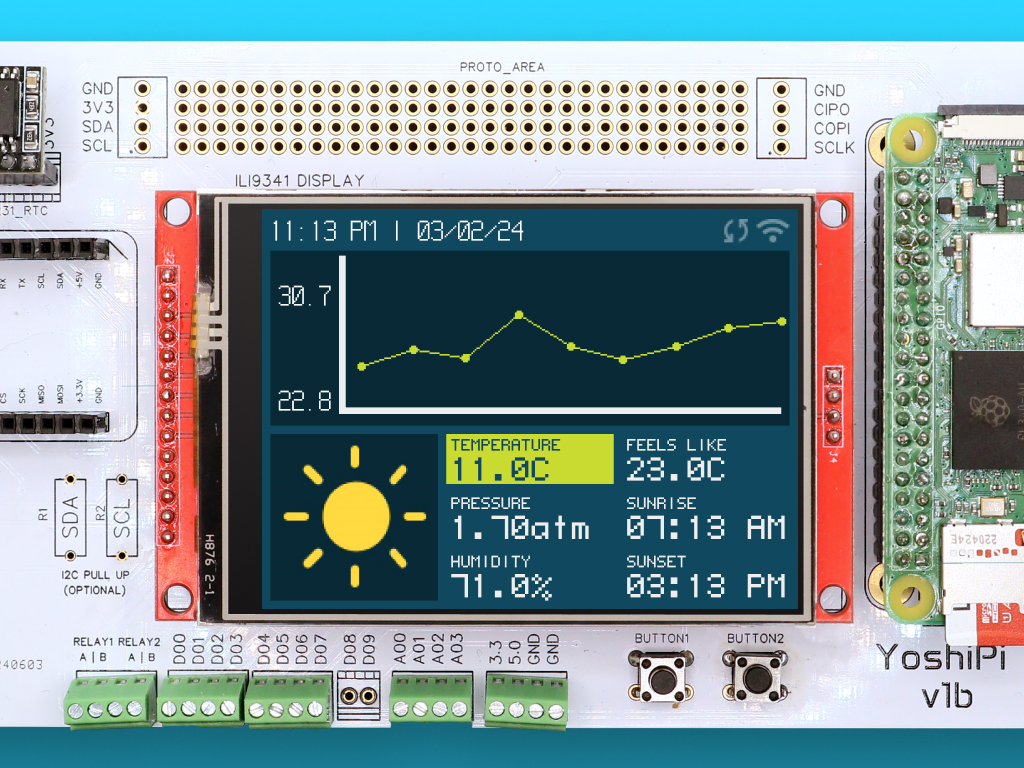 PROTO_AREA
GND
3V3
SDA
SCL
GND
CIPO
COPI
SCLK
3V3
ILI9341 DISPLAY
31_RTC
RX
TX
SCL
SDA
+5V
GND
J2
11:13 PM | 03/02/24
30.7
22.8
GPIO
CS
SCK
MISO
MOSI
+3.3V
GND
J4
TEMPERATURE
11.0C
FEELS LIKE
23.0C
PRESSURE
1.70atm
SUNRISE
07:13 AM
HUMIDITY
71.0%
SUNSET
03:13 PM
R1
SDA
R2
SCL
H876 2-1
220424E
I2C PULL UP
(OPTIONAL)
240603
RELAY1 RELAY2
A|B A|B
D00
D01
D02
D03
D04
D05
D06
D07
D08
D09
A00
A01
A02
A03
3.3
5.0
GND
GND
BUTTON1
BUTTON2
YoshiPi
v1b